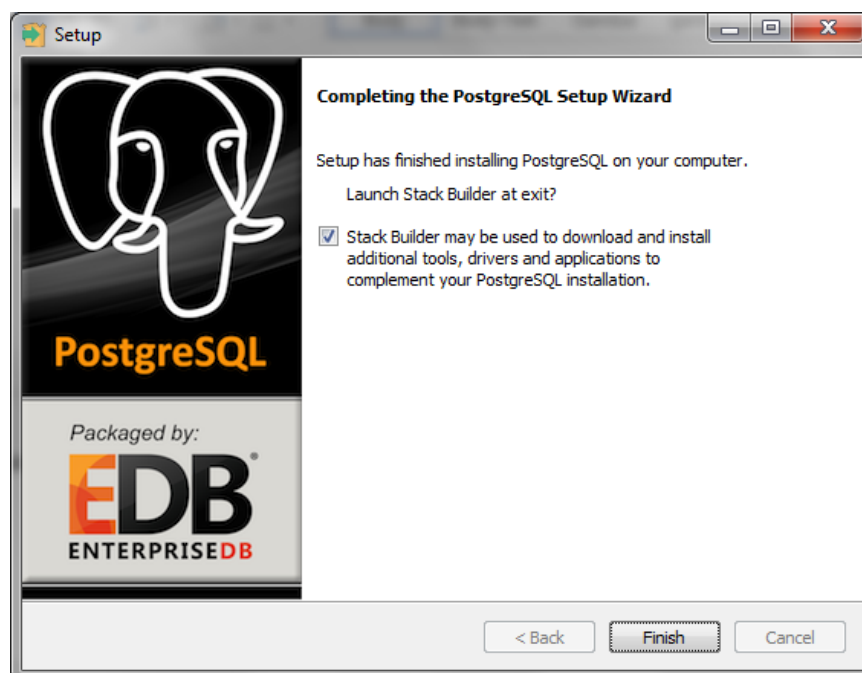 Setup
Completing the PostgreSQL Setup Wizard
Setup has finished installing PostgreSQL on your computer.
Launch Stack Builder at exit?
Stack Builder may be used to download and install
additional tools, drivers and applications to
complement your PostgreSQL installation.
PostgreSQL
Packaged by:
EDB
ENTERPRISEDB
< Back
Finish
Cancel